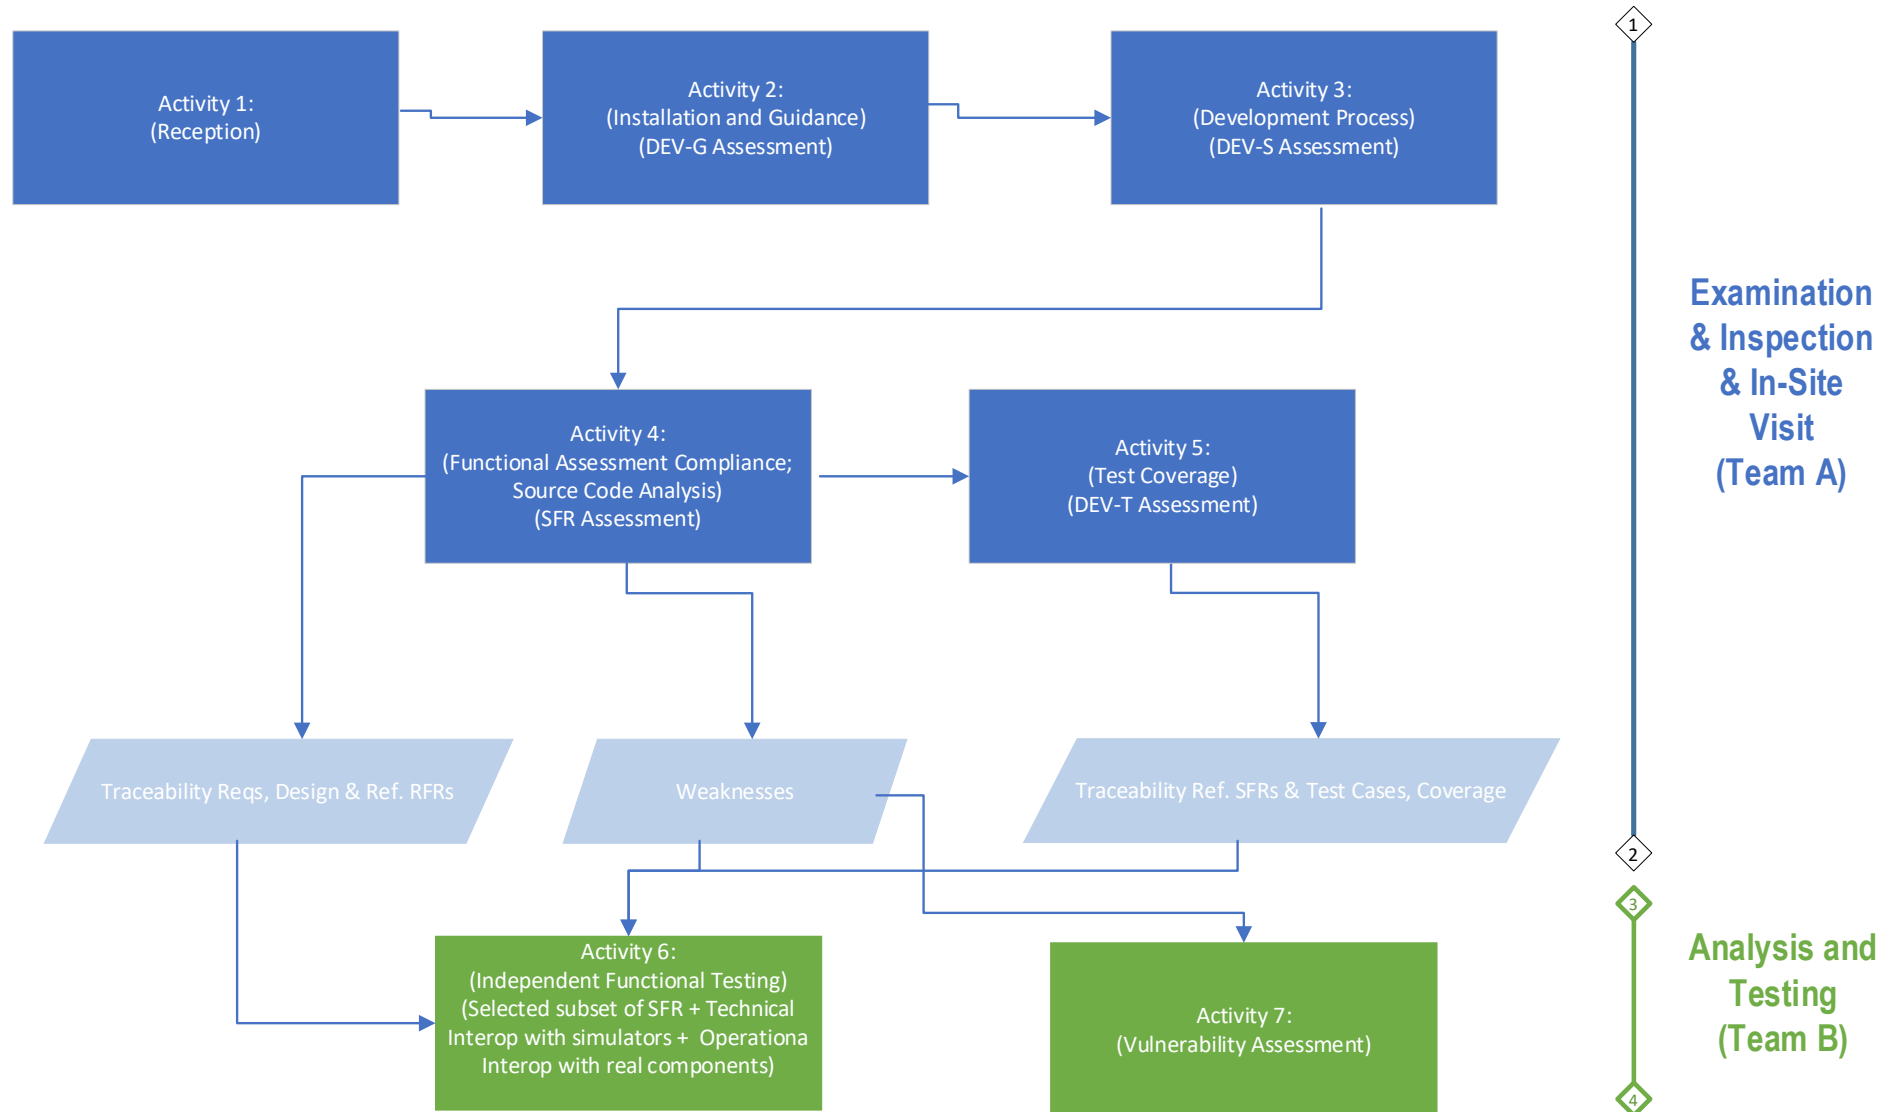 Activity 1:
(Reception)
Activity 2:
(Installation and Guidance)
(DEV-G Assessment)
Activity 3:
(Development Process)
(DEV-S Assessment)
1
Examination
& Inspection
& In-Site
Visit
(Team A)
Activity 4:
(Functional Assessment Compliance;
Source Code Analysis)
(SFR Assessment)
Activity 5:
(Test Coverage)
(DEV-T Assessment)
Traceability Reqs, Design & Ref. RFRs
Weaknesses
Traceability Ref. SFRs & Test Cases, Coverage
2
3
Activity 6:
(Independent Functional Testing)
(Selected subset of SFR + Technical
Interop with simulators + Operationa
Interop with real components)
Activity 7:
(Vulnerability Assessment)
Analysis and
Testing
(Team B)
4